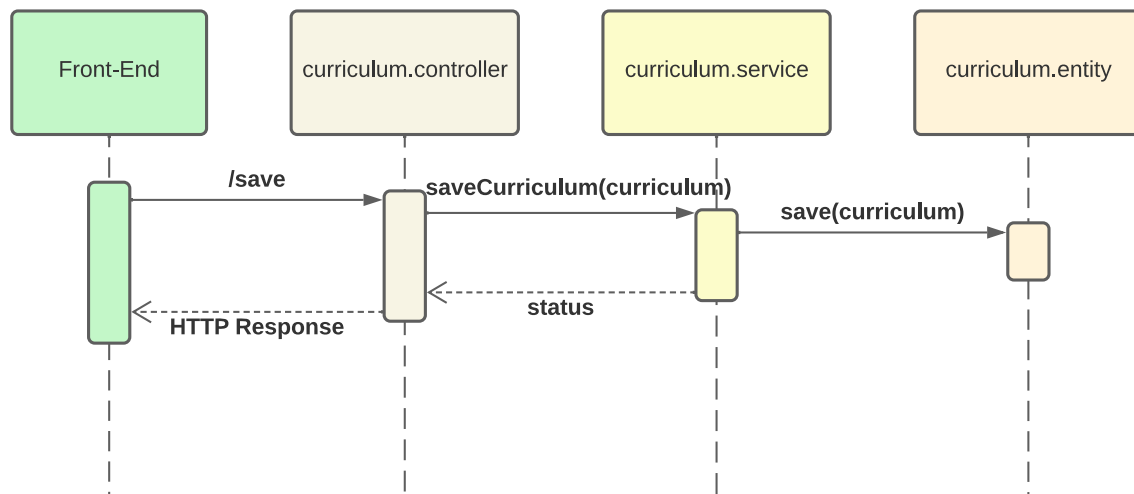 Front-End
curriculum.controller
curriculum.service
curriculum.entity
/save
saveCurriculum(curriculum)
save(curriculum)
status
HTTP Response